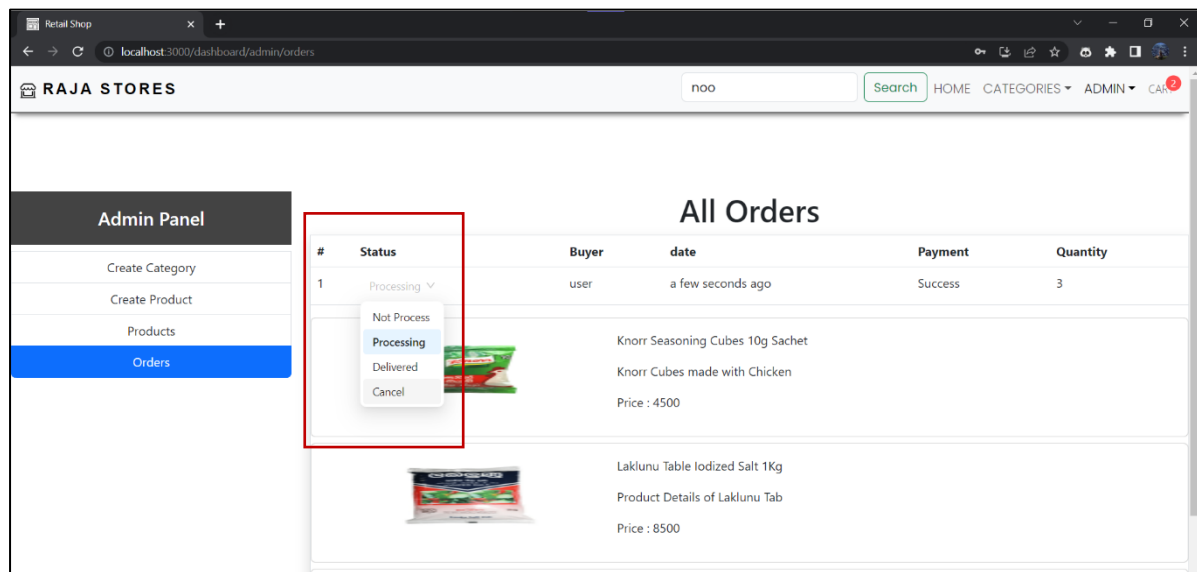 Retail Shop
localhost:3000/dashboard/admin/orders
RAJA STORES
noo
Search
HOME
CATEGORIES
ADMIN
2
Admin Panel
Create Category
Create Product
Products
Orders
All Orders
# Status Buyer date Payment Quantity
1 Processing user a few seconds ago Success 3
Not Process
Processing
Delivered
Cancel
Knorr Seasoning Cubes 10g Sachet
Knorr Cubes made with Chicken
Price : 4500
Laklunu Table Iodized Salt 1Kg
Product Details of Laklunu Tab
Price : 8500